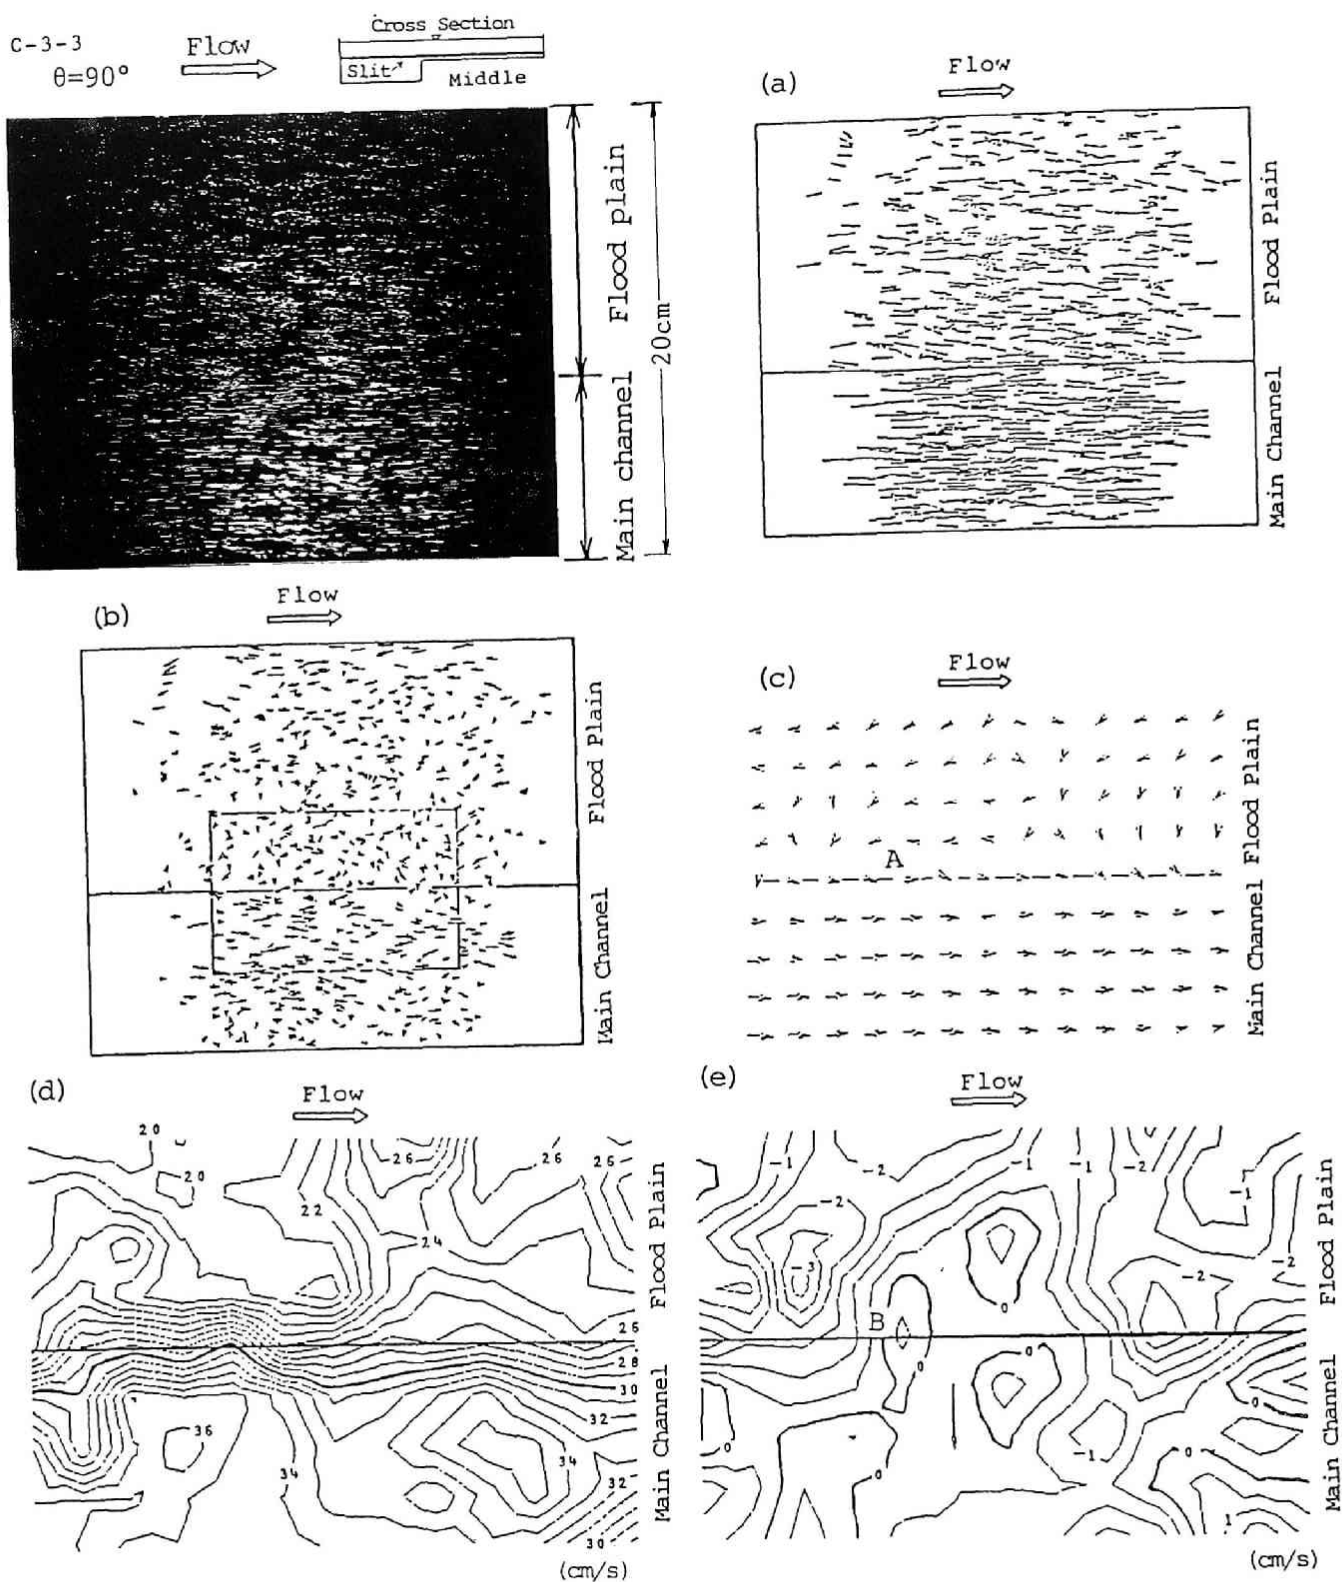 C-3-3
θ=90°
Flow
Cross Section
Slit
Middle
Flood plain
Main channel
20cm
(a)
Flow
Flood Plain
Main Channel
(b)
Flow
Flood Plain
Main Channel
(c)
Flow
A
Flood Plain
Main Channel
(d)
Flow
20
20
26
26
26
22
24
26
28
30
32
36
34
34
32
30
Flood Plain
Main Channel
(cm/s)
(e)
Flow
-1
-2
-1
-1
-2
-1
-2
-3
-2
-2
0
0
B
0
0
0
-1
0
0
0
1
Flood Plain
Main Channel
(cm/s)